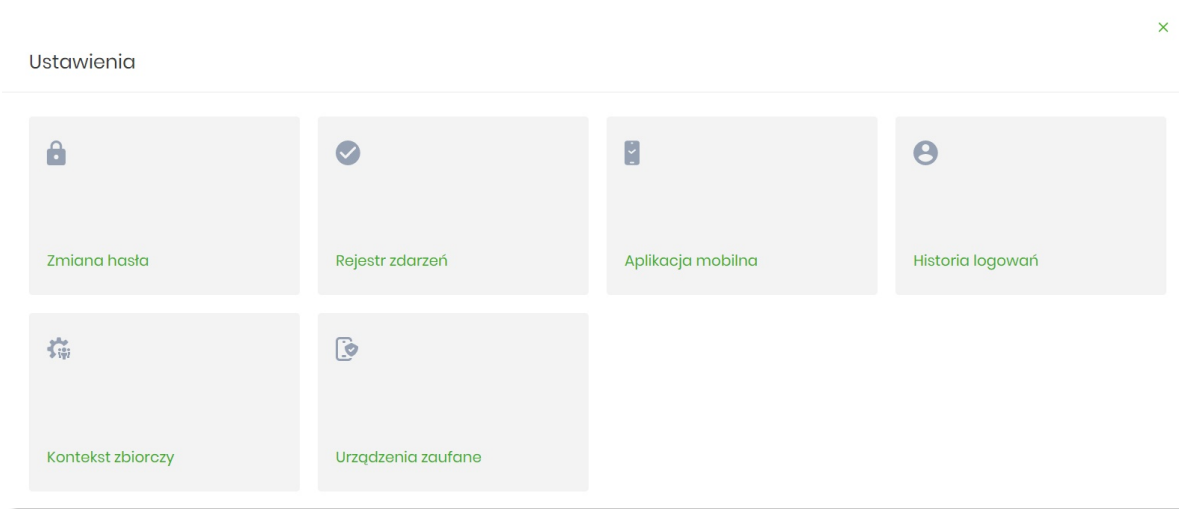 Ustawienia
Zmiana hasła
Rejestr zdarzeń
Aplikacja mobilna
Historia logowań
Kontekst zbiorczy
Urządzenia zaufane